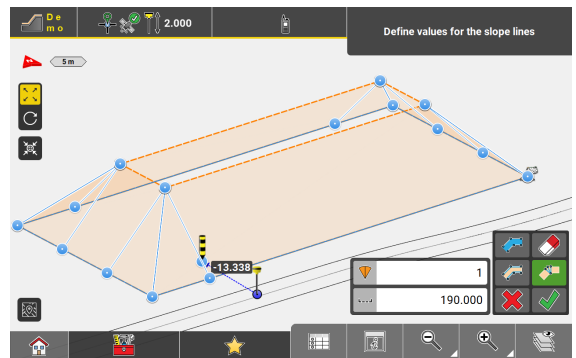 De
mo
2.000
Define values for the slope lines
5 m
-13.338
1
190.000